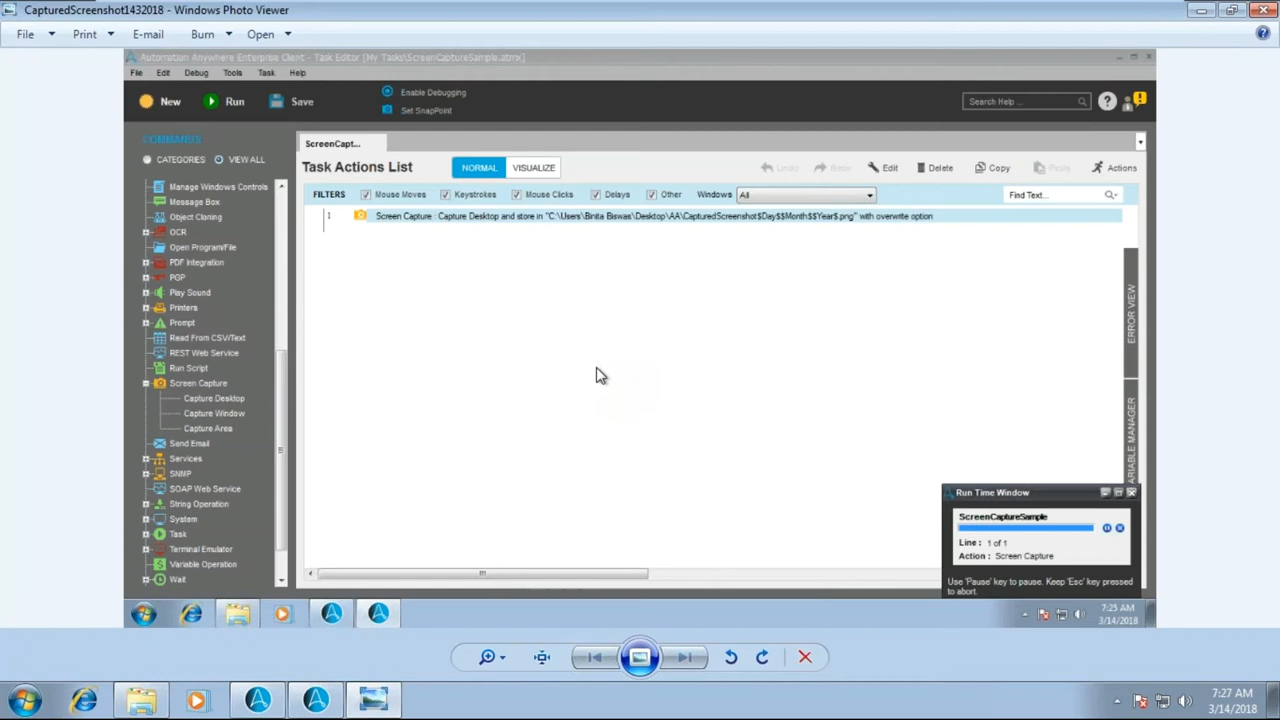 CapturedScreenshot1432018 - Windows Photo Viewer
File Print E-mail Burn Open
Automation Anywhere Enterprise Client - Task Editor [My Tasks\ScreenCaptureSample.atmx]
File Edit Debug Tools Task Help
New Run Save
Enable Debugging
Set SnapPoint
Search Help ...
COMMANDS
CATEGORIES VIEW ALL
Manage Windows Controls
Message Box
Object Cloning
OCR
Open Program/File
PDF Integration
PGP
Play Sound
Printers
Prompt
Read From CSV/Text
REST Web Service
Run Script
Screen Capture
Capture Desktop
Capture Window
Capture Area
Send Email
Services
SNMP
SOAP Web Service
String Operation
System
Task
Terminal Emulator
Variable Operation
Wait
ScreenCapt...
Task Actions List
NORMAL VISUALIZE
Undo Redo Edit Delete Copy Paste Actions
FILTERS Mouse Moves Keystrokes Mouse Clicks Delays Other Windows All Find Text...
1 Screen Capture : Capture Desktop and store in "C:\Users\Binita Biswas\Desktop\AA\CapturedScreenshot$Day$$Month$$Year$.png" with overwrite option
ERROR VIEW
ARIABLE MANAGER
Run Time Window
ScreenCaptureSample
Line : 1 of 1
Action : Screen Capture
Use 'Pause' key to pause. Keep 'Esc' key pressed
to abort.
7:25 AM
3/14/2018
7:27 AM
3/14/2018